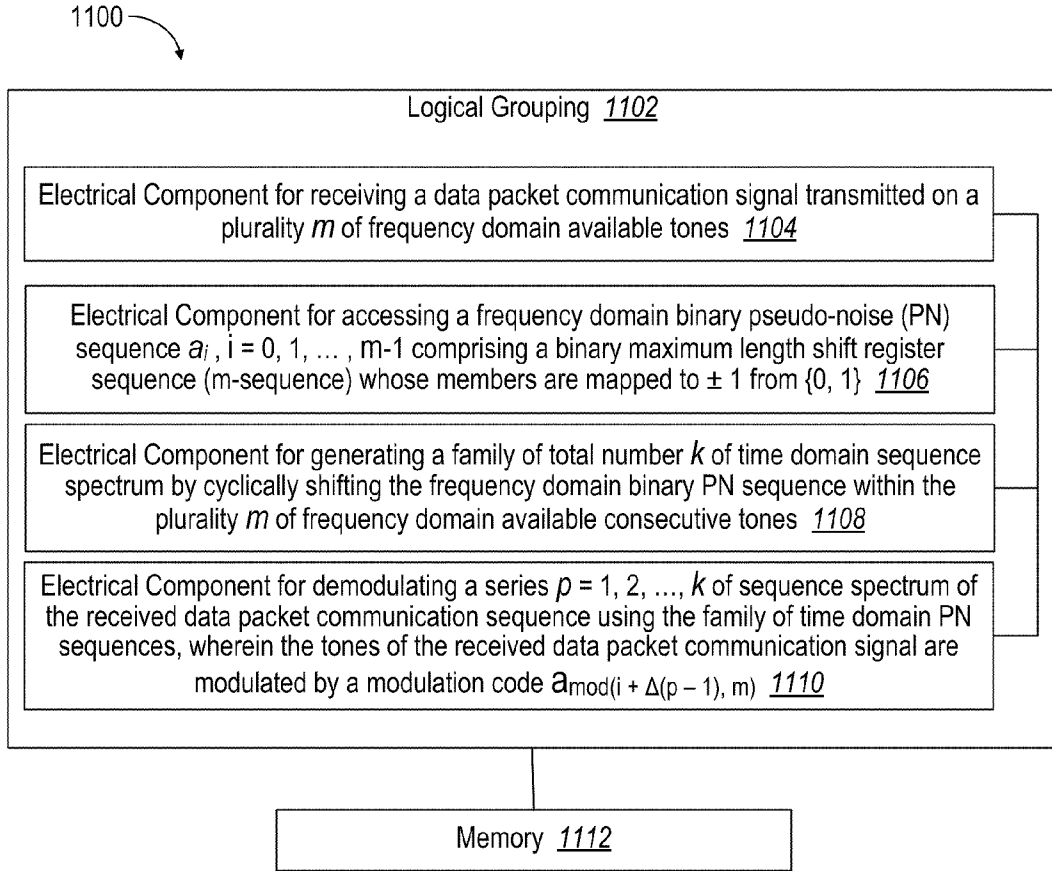 1100
Logical Grouping 1102
Electrical Component for receiving a data packet communication signal transmitted on a
plurality m of frequency domain available tones 1104
Electrical Component for accessing a frequency domain binary pseudo-noise (PN)
sequence ai , i = 0, 1, ... , m-1 comprising a binary maximum length shift register
sequence (m-sequence) whose members are mapped to ± 1 from {0, 1} 1106
Electrical Component for generating a family of total number k of time domain sequence
spectrum by cyclically shifting the frequency domain binary PN sequence within the
plurality m of frequency domain available consecutive tones 1108
Electrical Component for demodulating a series p = 1, 2, ..., k of sequence spectrum of
the received data packet communication sequence using the family of time domain PN
sequences, wherein the tones of the received data packet communication signal are
modulated by a modulation code amod(i + Δ(p – 1), m) 1110
Memory 1112